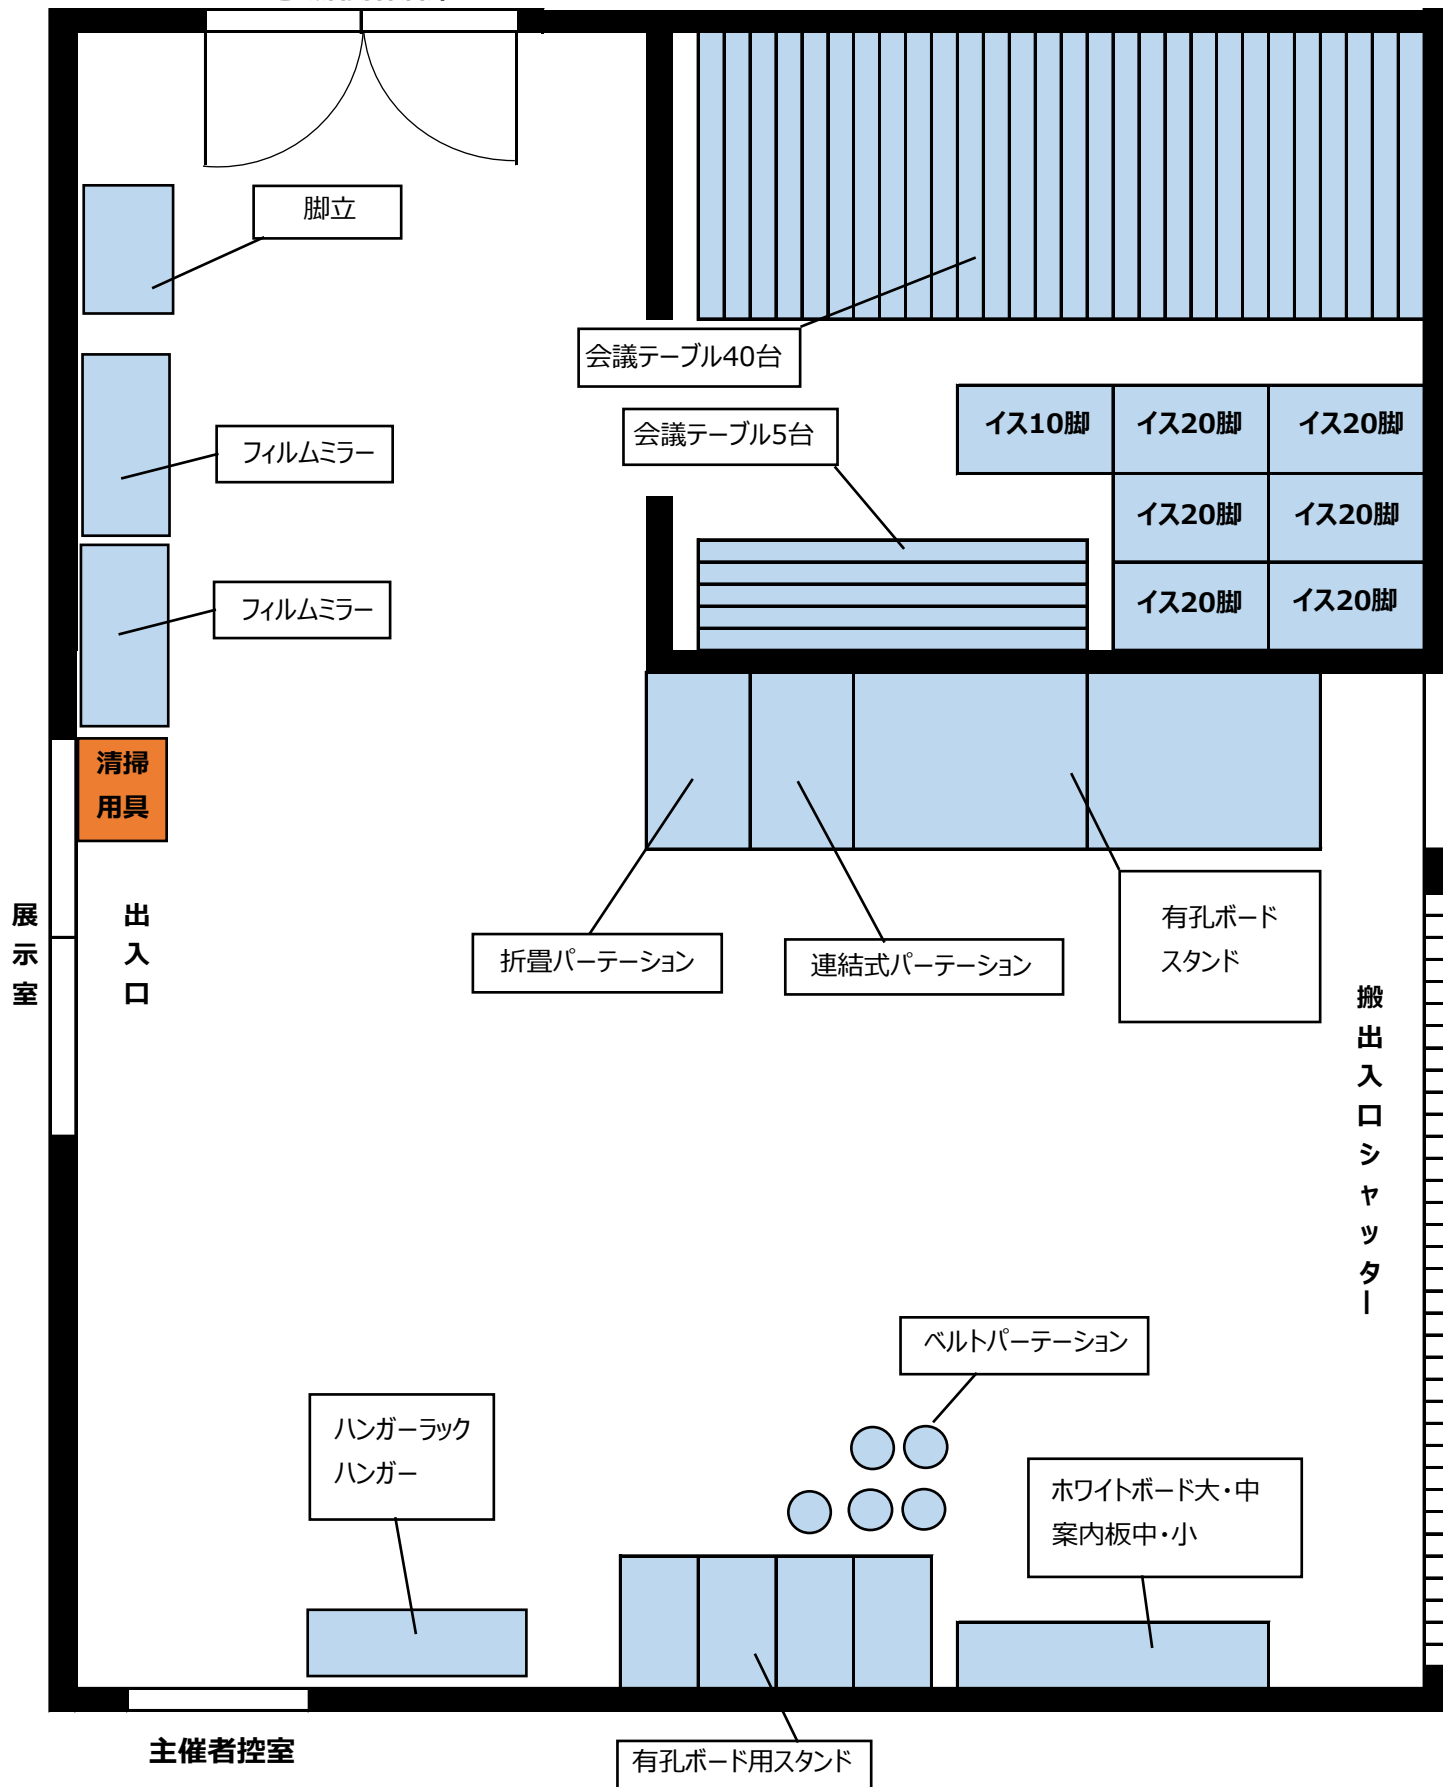 脚立
会議テーブル40台
イス10脚
イス20脚
イス20脚
会議テーブル5台
フィルムミラー
イス20脚
イス20脚
フィルムミラー
イス20脚
イス20脚
清掃
用具
展示室
出入口
折畳パーテーション
連結式パーテーション
有孔ボード
スタンド
搬出入口シャッター
ベルトパーテーション
ハンガーラック
ハンガー
ホワイトボード大・中
案内板中・小
主催者控室
有孔ボード用スタンド